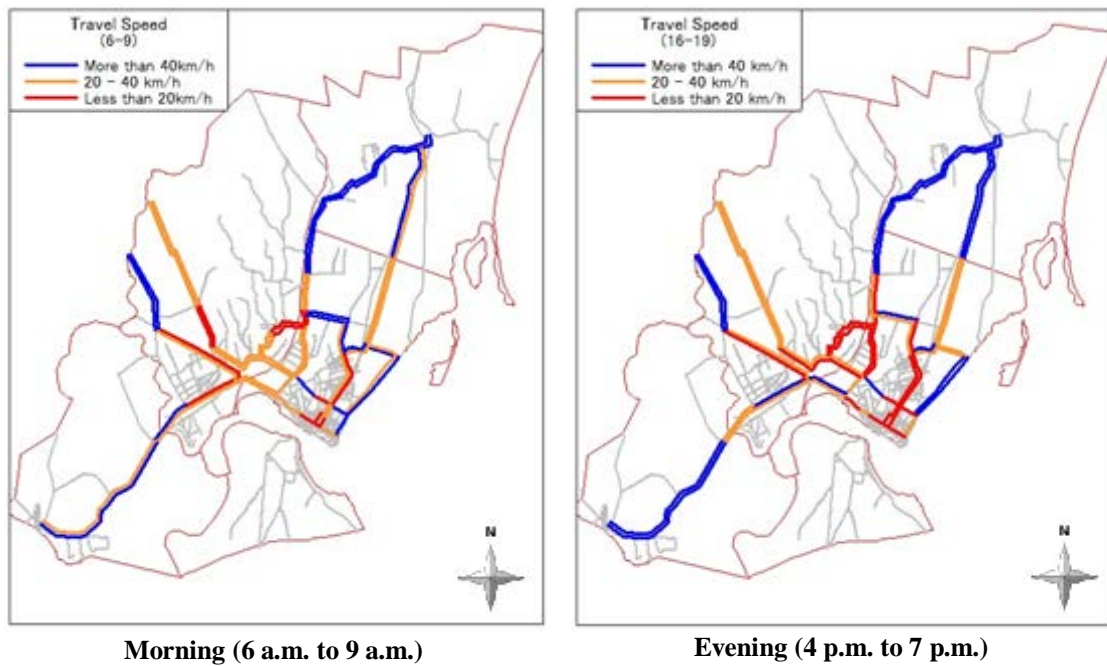 Travel Speed
(6-9)
More than 40km/h
20 - 40 km/h
Less than 20km/h
N
Morning (6 a.m. to 9 a.m.)
Travel Speed
(16-19)
More than 40 km/h
20 - 40 km/h
Less than 20 km/h
N
Evening (4 p.m. to 7 p.m.)